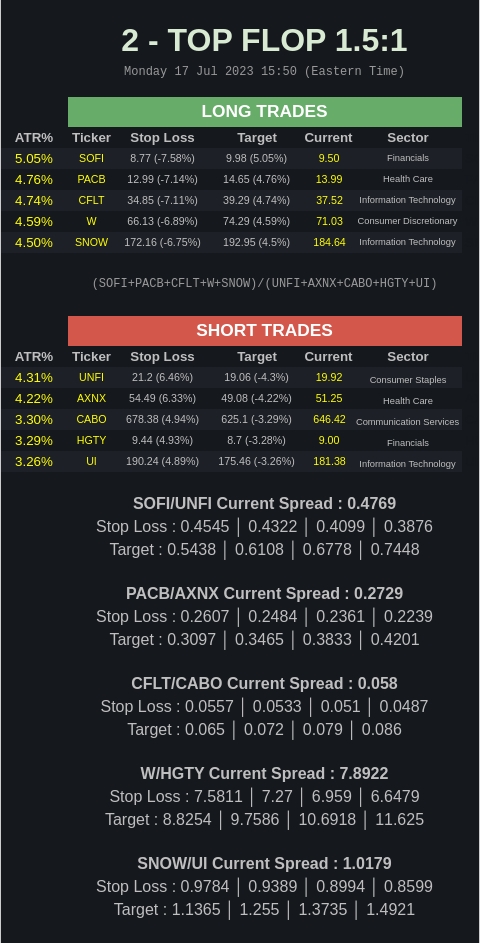 2 - TOP FLOP 1.5:1
Monday 17 Jul 2023 15:50 (Eastern Time)
LONG TRADES
ATR% Ticker Stop Loss Target Current Sector
5.05% SOFI 8.77 (-7.58%) 9.98 (5.05%) 9.50 Financials
4.76% PACB 12.99 (-7.14%) 14.65 (4.76%) 13.99 Health Care
4.74% CFLT 34.85 (-7.11%) 39.29 (4.74%) 37.52 Information Technology
4.59% W 66.13 (-6.89%) 74.29 (4.59%) 71.03 Consumer Discretionary
4.50% SNOW 172.16 (-6.75%) 192.95 (4.5%) 184.64 Information Technology
(SOFI+PACB+CFLT+W+SNOW)/(UNFI+AXNX+CABO+HGTY+UI)
SHORT TRADES
ATR% Ticker Stop Loss Target Current Sector
4.31% UNFI 21.2 (6.46%) 19.06 (-4.3%) 19.92 Consumer Staples
4.22% AXNX 54.49 (6.33%) 49.08 (-4.22%) 51.25 Health Care
3.30% CABO 678.38 (4.94%) 625.1 (-3.29%) 646.42 Communication Services
3.29% HGTY 9.44 (4.93%) 8.7 (-3.28%) 9.00 Financials
3.26% UI 190.24 (4.89%) 175.46 (-3.26%) 181.38 Information Technology
SOFI/UNFI Current Spread : 0.4769
Stop Loss : 0.4545 │ 0.4322 │ 0.4099 │ 0.3876
Target : 0.5438 │ 0.6108 │ 0.6778 │ 0.7448
PACB/AXNX Current Spread : 0.2729
Stop Loss : 0.2607 │ 0.2484 │ 0.2361 │ 0.2239
Target : 0.3097 │ 0.3465 │ 0.3833 │ 0.4201
CFLT/CABO Current Spread : 0.058
Stop Loss : 0.0557 │ 0.0533 │ 0.051 │ 0.0487
Target : 0.065 │ 0.072 │ 0.079 │ 0.086
W/HGTY Current Spread : 7.8922
Stop Loss : 7.5811 │ 7.27 │ 6.959 │ 6.6479
Target : 8.8254 │ 9.7586 │ 10.6918 │ 11.625
SNOW/UI Current Spread : 1.0179
Stop Loss : 0.9784 │ 0.9389 │ 0.8994 │ 0.8599
Target : 1.1365 │ 1.255 │ 1.3735 │ 1.4921